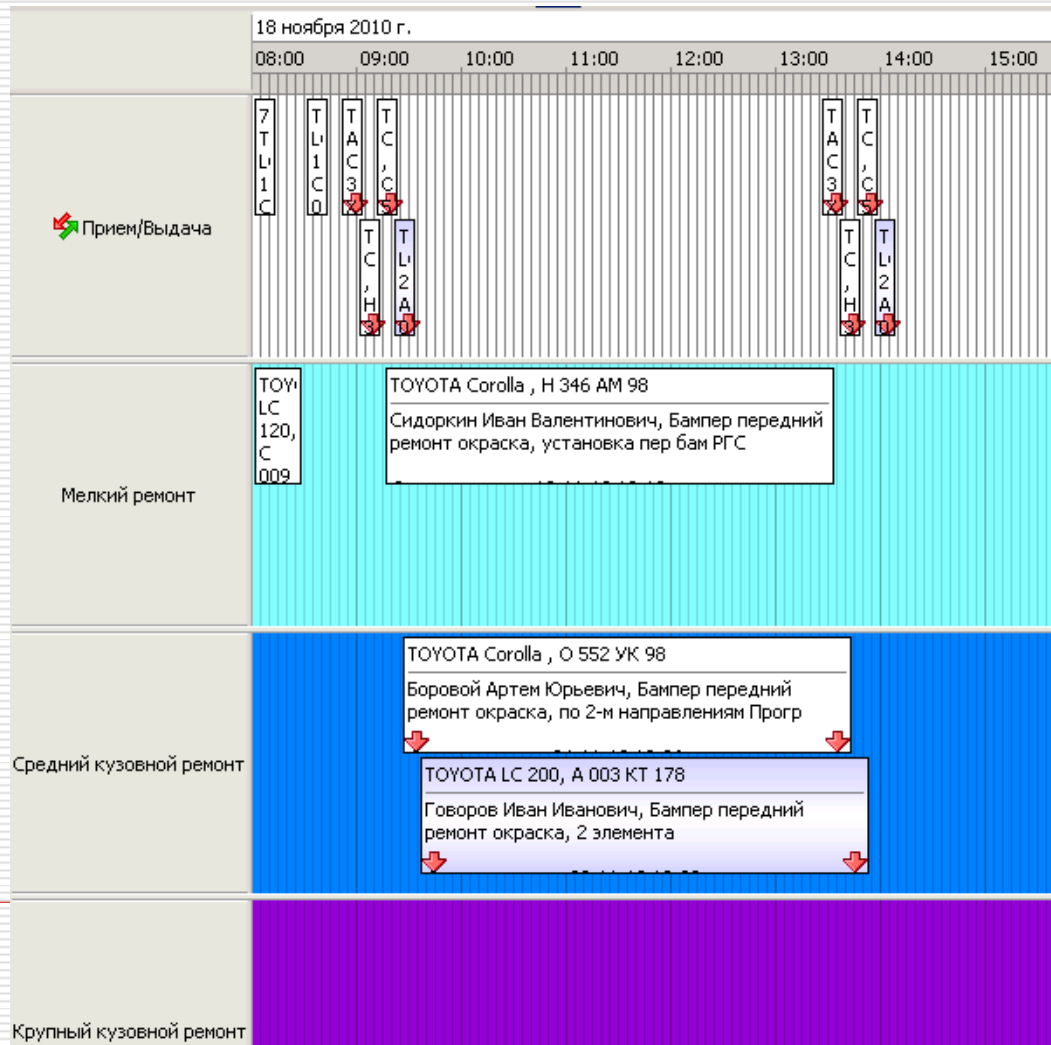 18 ноября 2010 г.
08:00 09:00 10:00 11:00 12:00 13:00 14:00 15:00
Прием/Выдача
Мелкий ремонт
LC
120,
С
009
TOYOTA Corolla , Н 346 АМ 98
Сидоркин Иван Валентинович, Бампер передний
ремонт окраска, установка пер бам РГС
Средний кузовной ремонт
TOYOTA Corolla , О 552 УК 98
Боровой Артем Юрьевич, Бампер передний
ремонт окраска, по 2-м направлениям Прогр
TOYOTA LC 200, А 003 КТ 178
Говоров Иван Иванович, Бампер передний
ремонт окраска, 2 элемента
Крупный кузовной ремонт